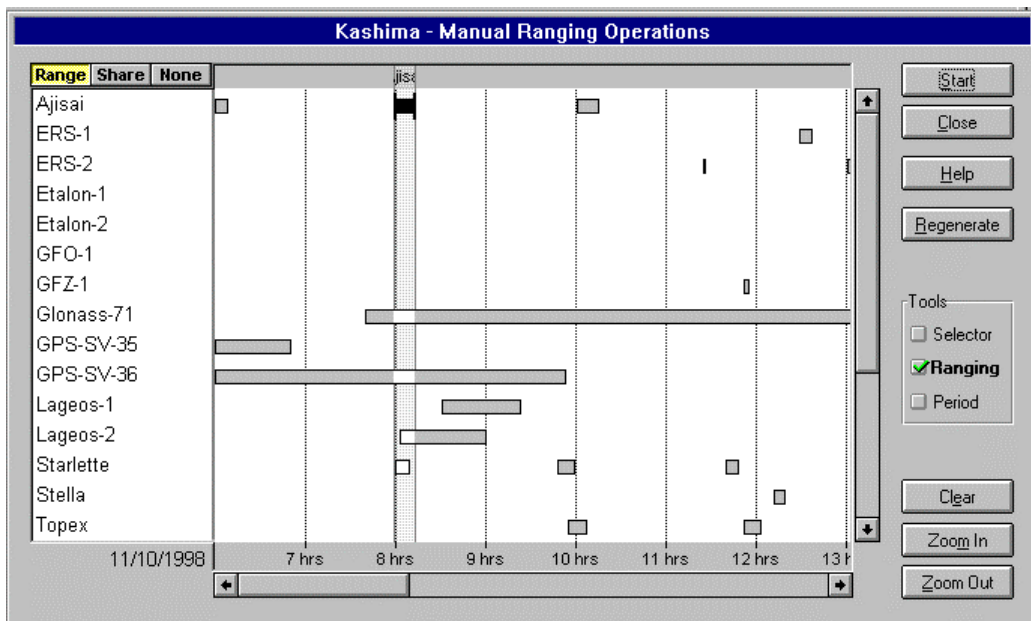 Kashima - Manual Ranging Operations
Range Share None
Ajisai
ERS-1
ERS-2
Etalon-1
Etalon-2
GFO-1
GFZ-1
Glonass-71
GPS-SV-35
GPS-SV-36
Lageos-1
Lageos-2
Starlette
Stella
Topex
11/10/1998
7 hrs 8 hrs 9 hrs 10 hrs 11 hrs 12 hrs 13 h
Start
Close
Help
Regenerate
Tools
Selector
Ranging
Period
Clear
Zoom In
Zoom Out